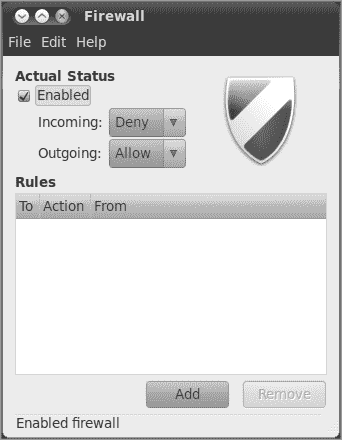 Firewall
File Edit Help
Actual Status
Enabled
Incoming: Deny
Outgoing: Allow
Rules
To Action From
Add Remove
Enabled firewall